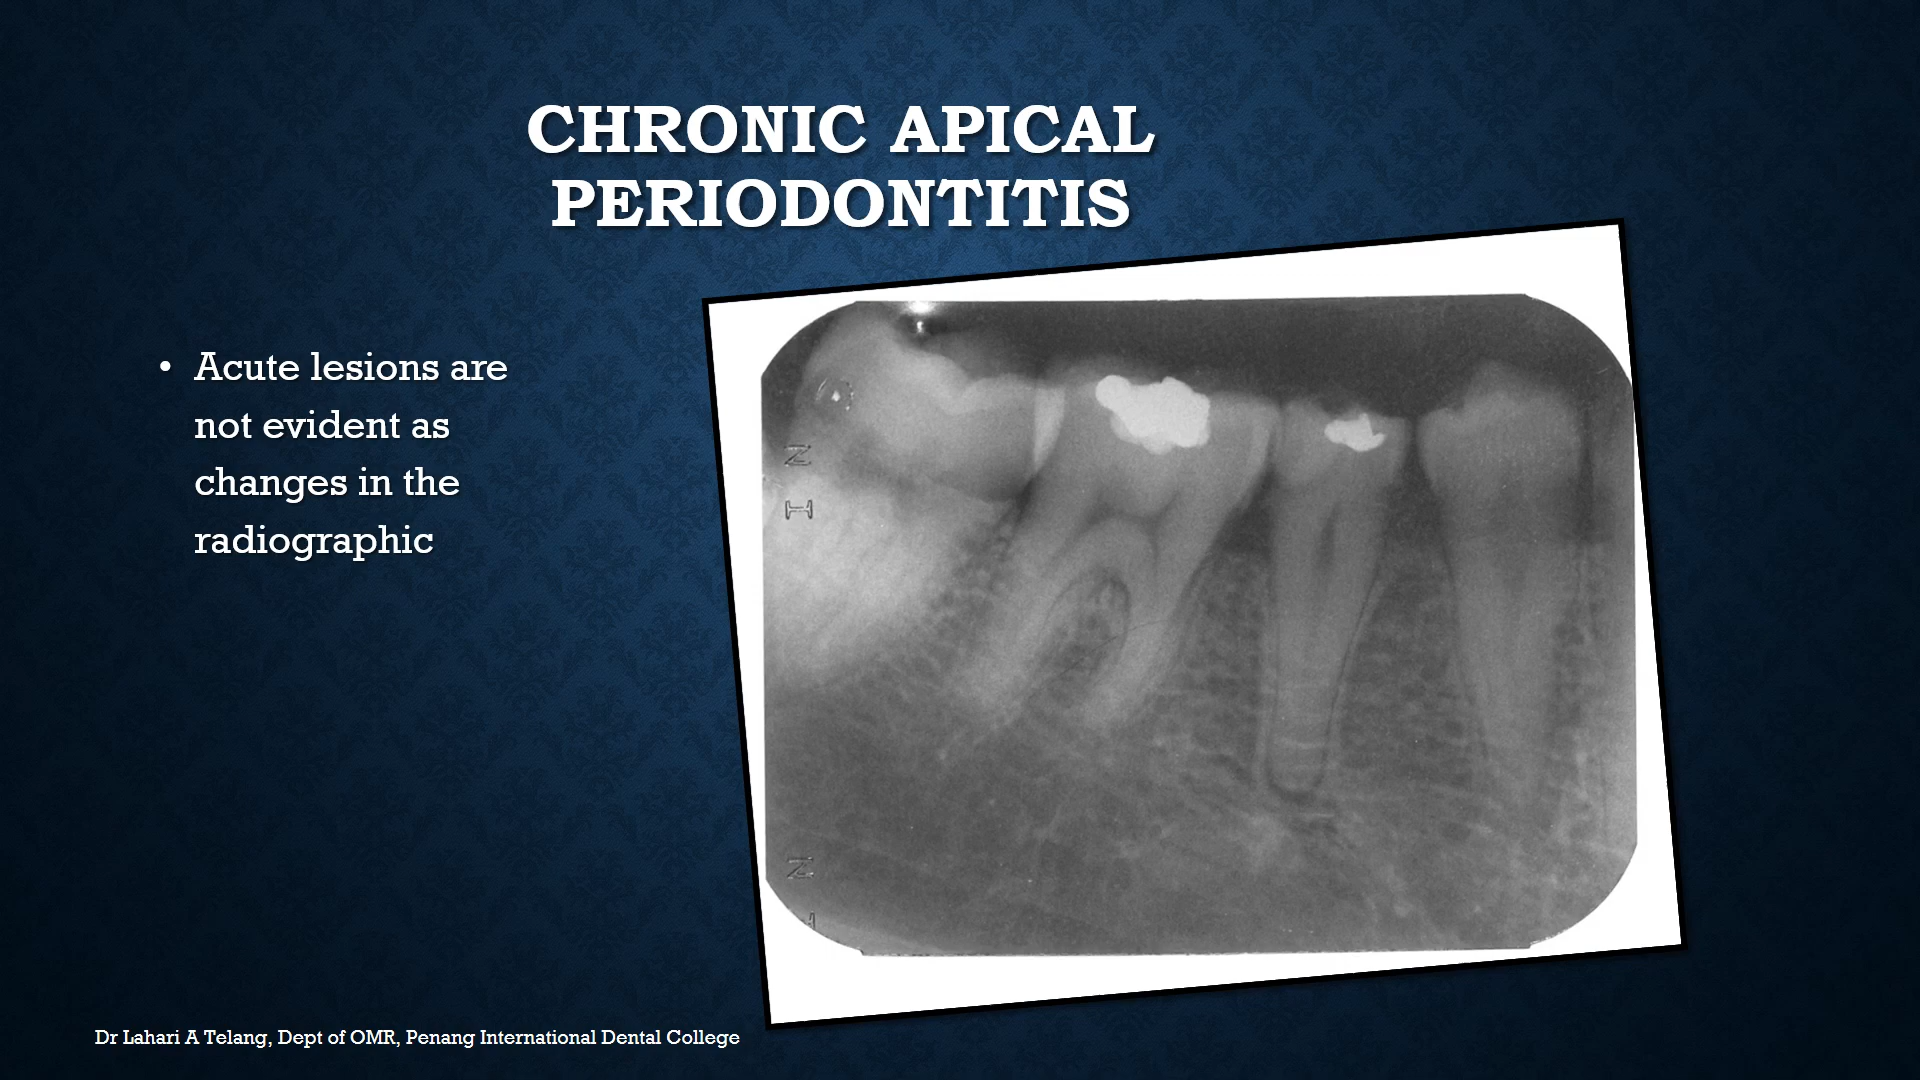 CHRONIC APICAL
PERIODONTITIS
• Acute lesions are
not evident as
changes in the
radiographic
Dr Lahari A Telang, Dept of OMR, Penang International Dental College